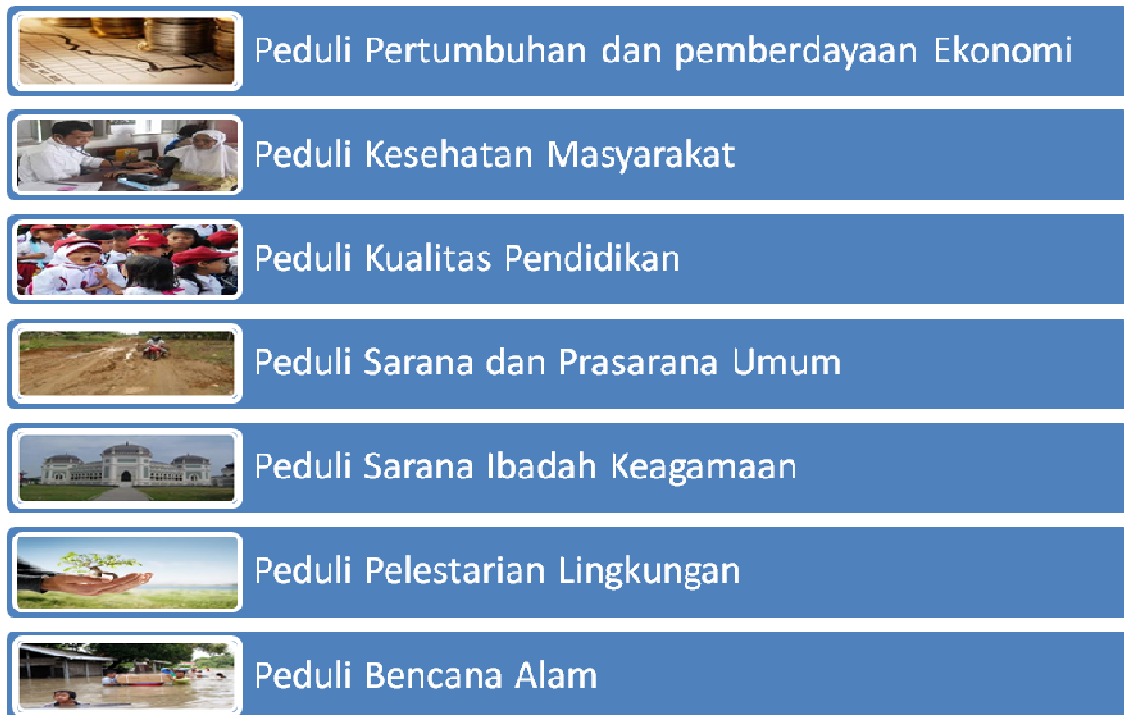 Peduli Pertumbuhan dan pemberdayaan Ekonomi
Peduli Kesehatan Masyarakat
Peduli Kualitas Pendidikan
Peduli Sarana dan Prasarana Umum
Peduli Sarana Ibadah Keagamaan
Peduli Pelestarian Lingkungan
Peduli Bencana Alam